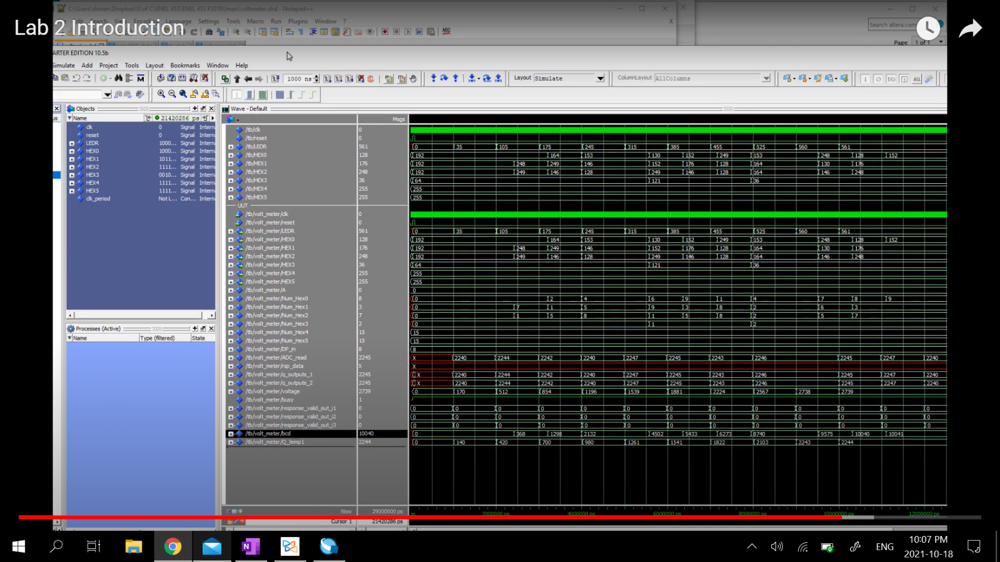 C:\Users\donen\Dropbox\U of C\ENEL 453\ENEL 453 F2019\Iman\voltmeter.vhd - Notepad++
Lab 2 Introduction
Settings Tools Macro Run Plugins Window ?
Search altera.com
Page: 1 of 1
ARTER EDITION 10.5b
Simulate Add Project Tools Layout Bookmarks Window Help
1000 ns
Layout Simulate
ColumnLayout AllColumns
Objects
Name 21420286 ps
clk 0 Signal Intern
reset 0 Signal Intern
LEDR 1000... Signal Intern
HEX0 1000... Signal Intern
HEX1 1011... Signal Intern
HEX2 1111... Signal Intern
HEX3 0010... Signal Intern
HEX4 1111... Signal Intern
HEX5 1111... Signal Intern
clk_period Not L... Con... Intern
Processes (Active)
Name Type (filtered) State
Wave - Default
Msgs
/tb/clk 0
/tb/reset 0
/tb/LEDR 561 0 35 105 175 245 315 385 455 525 560 561
/tb/HEX0 128 192 164 153 130 152 249 153 248 128 152
/tb/HEX1 176 192 248 249 146 152 176 128 164 130 176
/tb/HEX2 248 192 249 146 128 249 146 128 164 146 248
/tb/HEX3 36 64 121 36
/tb/HEX4 255 255
/tb/HEX5 255 255
UUT
/tb/volt_meter/clk 0
/tb/volt_meter/reset 0
/tb/volt_meter/LEDR 561 0 35 105 175 245 315 385 455 525 560 561
/tb/volt_meter/HEX0 128 192 164 153 130 152 249 153 248 128 152
/tb/volt_meter/HEX1 176 192 248 249 146 152 176 128 164 130 176
/tb/volt_meter/HEX2 248 192 249 146 128 249 146 128 164 146 248
/tb/volt_meter/HEX3 36 64 121 36
/tb/volt_meter/HEX4 255 255
/tb/volt_meter/HEX5 255 255
/tb/volt_meter/A 0 0
/tb/volt_meter/Num_Hex0 8 0 2 4 6 9 1 4 7 8 9
/tb/volt_meter/Num_Hex1 3 0 7 1 5 9 3 8 2 6 3
/tb/volt_meter/Num_Hex2 7 0 1 5 8 1 5 8 2 5 7
/tb/volt_meter/Num_Hex3 2 0 1 2
/tb/volt_meter/Num_Hex4 15 15
/tb/volt_meter/Num_Hex5 15 15
/tb/volt_meter/DP_in 8 8
/tb/volt_meter/ADC_read 2245 X 2240 2244 2242 2240 2247 2245 2243 2246 2245 2247 2240
/tb/volt_meter/rsp_data X X
/tb/volt_meter/q_outputs_1 2245 X 2240 2244 2242 2240 2247 2245 2243 2246 2245 2247 2240
/tb/volt_meter/q_outputs_2 2245 X 2240 2244 2242 2240 2247 2245 2243 2246 2245 2247 2240
/tb/volt_meter/voltage 2739 0 170 512 854 1196 1539 1881 2224 2567 2738 2739
/tb/volt_meter/busy 1
/tb/volt_meter/response_valid_out_i1 0 0 0 0 0 0 0 0 0 0 0 0 0 0
/tb/volt_meter/response_valid_out_i2 0 0 0 0 0 0 0 0 0 0 0 0 0 0
/tb/volt_meter/response_valid_out_i3 0 0 0 0 0 0 0 0 0 0 0 0 0 0
/tb/volt_meter/bcd 10040 0 368 1298 2132 4502 5433 6273 8740 9575 10040 10041
/tb/volt_meter/Q_temp1 2244 0 140 420 700 980 1261 1541 1822 2103 2243 2244
Now 29000000 ps ps 2000000 ps 4000000 ps 6000000 ps 8000000 ps 10000000 ps 12000000 ps
Cursor 1 21420286 ps
ENG
10:07 PM
2021-10-18